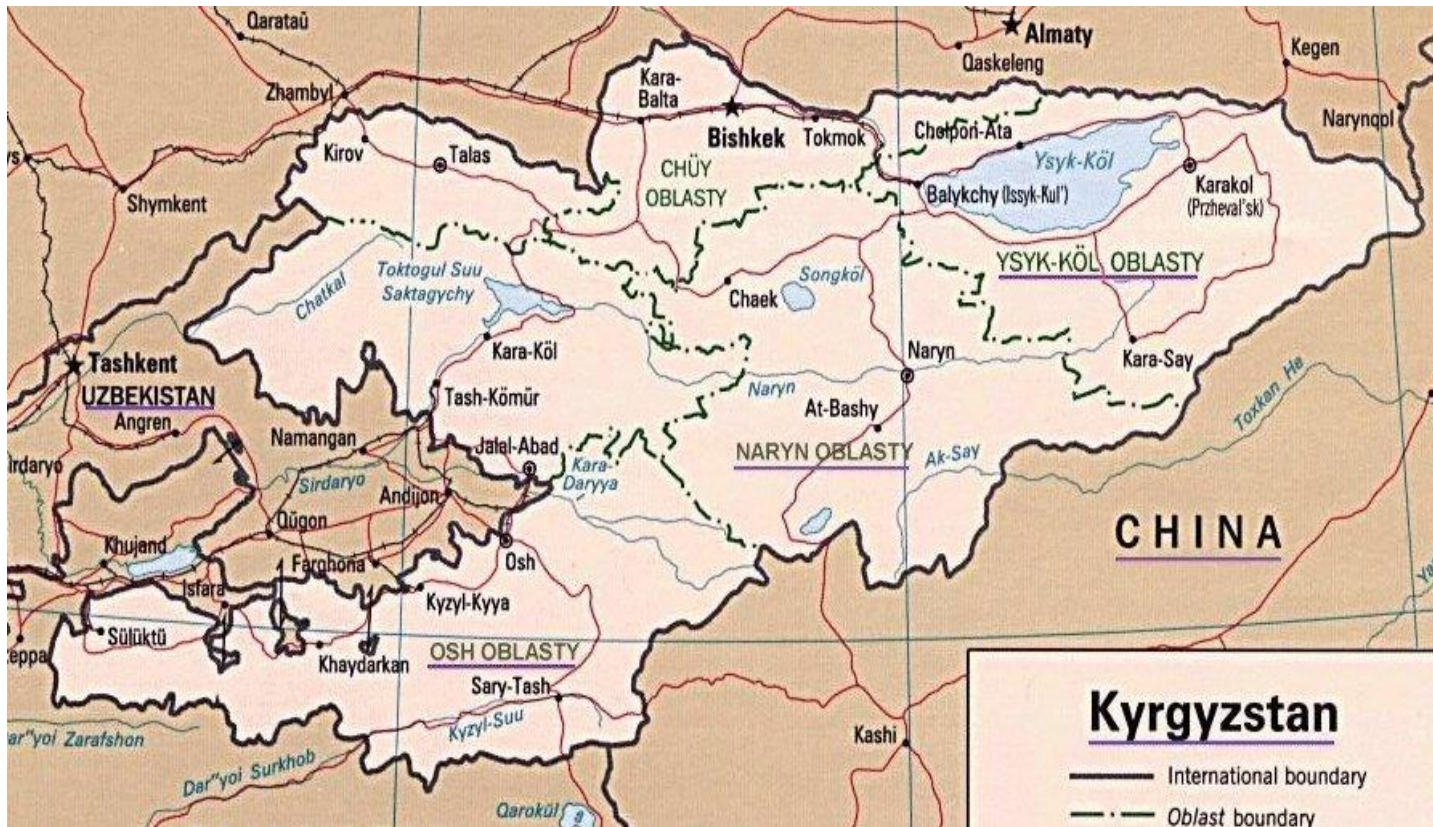 Qarataū
Almaty
Qaskeleng
Kegen
Zhambyl
Kara-
Balta
Narynqol
Bishkek
Tokmok
Cholpon-Ata
Kirov
Talas
Ysyk-Köl
CHÜY
OBLASTY
Shymkent
Balykchy (Issyk-Kul')
Karakol
(Przheval'sk)
YSYK-KÖL OBLASTY
Toktogul Suu
Saktagychy
Chatkal
Songköl
Chaek
Kara-Köl
Naryn
Kara-Say
Tashkent
UZBEKISTAN
Tash-Kömür
Naryn
At-Bashy
Toxkan He
Angren
Namangan
Jalal-Abad
NARYN OBLASTY
Ak-Say
Kara-
Daryya
Sirdaryo
Andijon
Qŭqon
CHINA
Khujand
Farghona
Osh
Isfara
Kyzyl-Kyya
Sülüktü
Khaydarkan
OSH OBLASTY
Sary-Tash
Kyzyl-Suu
Kashi
Dar"yoi Surkhob
Qarokŭl
Kyrgyzstan
International boundary
Oblast boundary